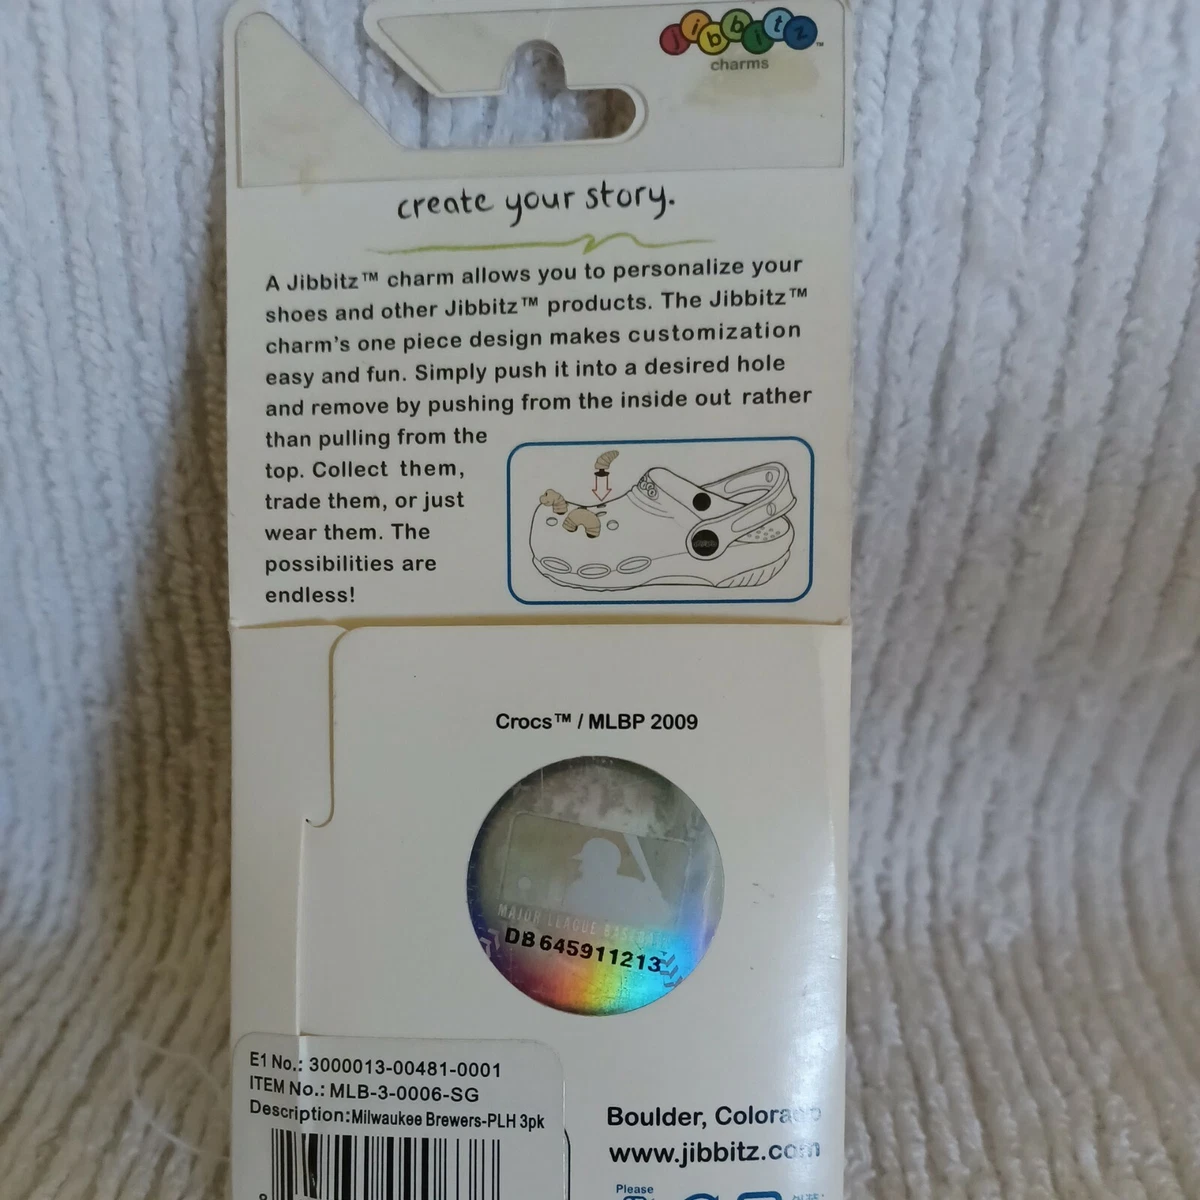 jibbitz™
charms
create your story.
A Jibbitz™ charm allows you to personalize your
shoes and other Jibbitz™ products. The Jibbitz™
charm's one piece design makes customization
easy and fun. Simply push it into a desired hole
and remove by pushing from the inside out rather
than pulling from the
top. Collect them,
trade them, or just
wear them. The
possibilities are
endless!
Crocs™ / MLBP 2009
MAJOR LEAGUE BASEBALL
DB 645911213
E1 No.: 3000013-00481-0001
ITEM No.: MLB-3-0006-SG
Description:Milwaukee Brewers-PLH 3pk
Boulder, Colorado
www.jibbitz.com
Please